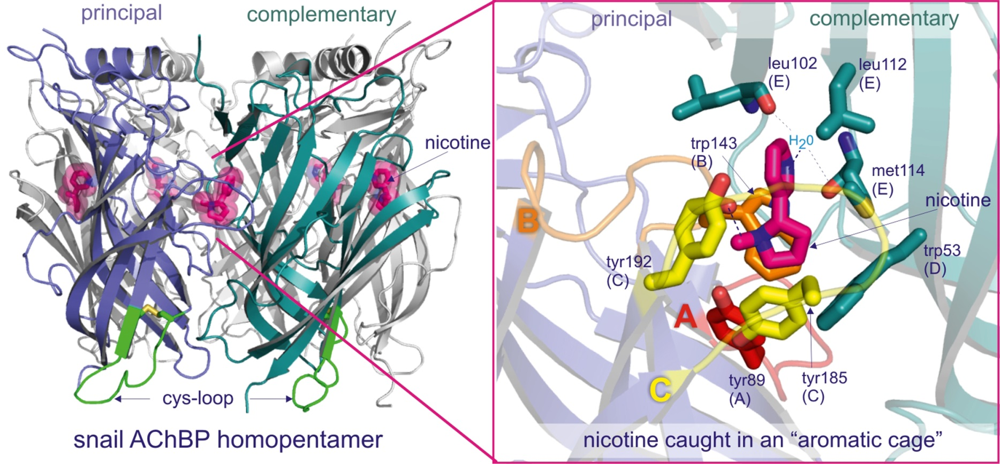 principal
complementary
nicotine
cys-loop
snail AChBP homopentamer
principal
complementary
leu102
(E)
leu112
(E)
H20
trp143
(B)
met114
(E)
nicotine
B
trp53
(D)
tyr192
(C)
A
C
tyr89
(A)
tyr185
(C)
nicotine caught in an “aromatic cage”